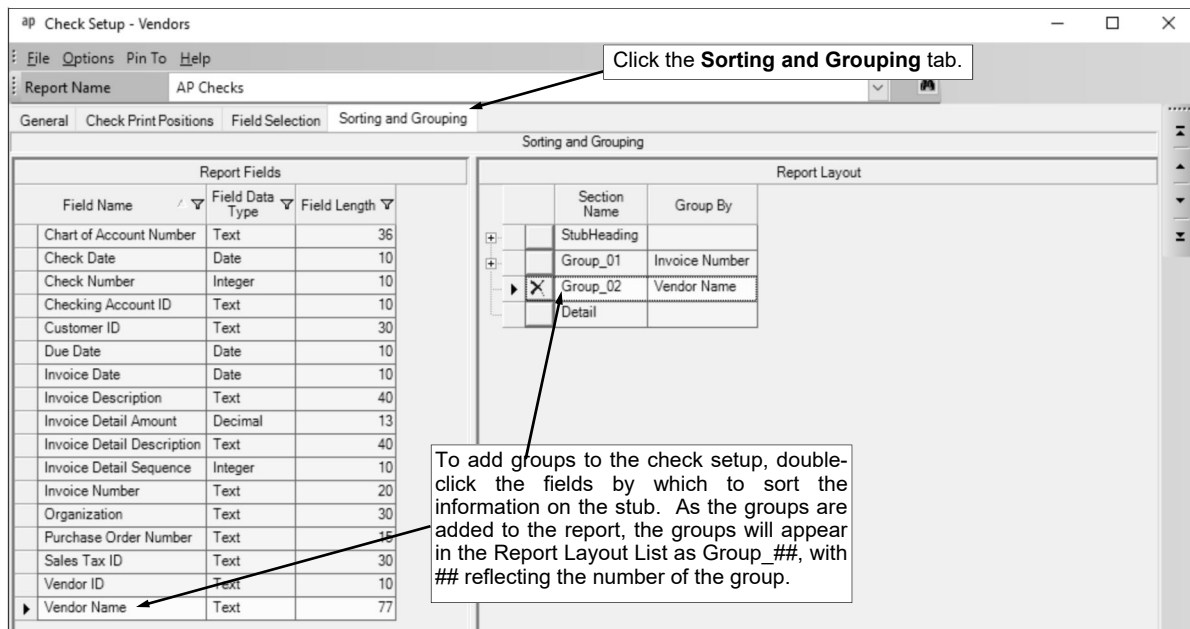 ap Check Setup - Vendors
File Options Pin To Help
Click the Sorting and Grouping tab.
Report Name AP Checks
General Check Print Positions Field Selection Sorting and Grouping
Sorting and Grouping
Report Fields
Field Name Field Data Type Field Length
Chart of Account Number Text 36
Check Date Date 10
Check Number Integer 10
Checking Account ID Text 10
Customer ID Text 30
Due Date Date 10
Invoice Date Date 10
Invoice Description Text 40
Invoice Detail Amount Decimal 13
Invoice Detail Description Text 40
Invoice Detail Sequence Integer 10
Invoice Number Text 20
Organization Text 30
Purchase Order Number Text 15
Sales Tax ID Text 30
Vendor ID Text 10
Vendor Name Text 77
Report Layout
Section Name Group By
StubHeading
Group_01 Invoice Number
Group_02 Vendor Name
Detail
To add groups to the check setup, double-
click the fields by which to sort the
information on the stub. As the groups are
added to the report, the groups will appear
in the Report Layout List as Group_##, with
## reflecting the number of the group.